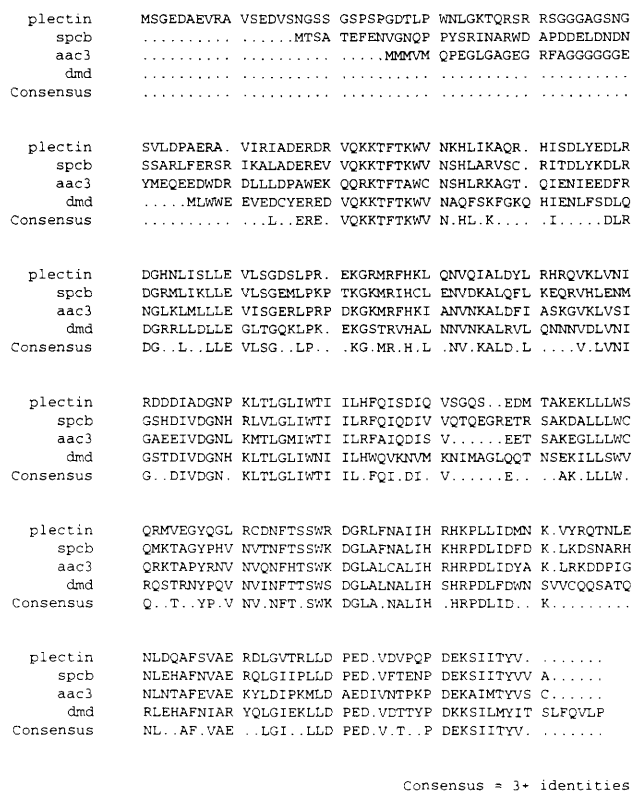 plectin MSGEDAEVRA VSEDVSNGSS GSPSPGDTLP WNLGKTQRSR RSGGGAGSNG
spcb .......... .....MTSA TEFENVGNQP PYSRINARWD APDDELDNDN
aac3 .......... .......... .....MMMVM QPEGLGAGEG RFAGGGGGGE
dmd .......... .......... .......... .......... ..........
Consensus .......... .......... .......... .......... ..........
plectin SVLDPAERA. VIRIADERDR VQKKTFTKWV NKHLIKAQR. HISDLYEDLR
spcb SSARLFERSR IKALADEREV VQKKTFTKWV NSHLARVSC. RITDLYKDLR
aac3 YMEQEEDWDR DLLLDPAWEK QQRKTFTAWC NSHLRKAGT. QIENIEEDFR
dmd .....MLWWE EVEDCYERED VQKKTFTKWV NAQFSKFGKQ HIENLFSDLQ
Consensus .......... ....L..ERE. VQKKTFTKWV N.HL.K.... .I.....DLR
plectin DGHNLISLLE VLSGDSLPR. EKGRMRFHKL QNVQIALDYL RHRQVKLVNI
spcb DGRMLIKLLE VLSGEMLPKP TKGKMRIHCL ENVDKALQFL KEQRVHLENM
aac3 NGLKLMLLLE VISGERLPRP DKGKMRFHKI ANVNKALDFI ASKGVKLVSI
dmd DGRRLLDLLE GLTGQKLPK. EKGSTRVHAL NNVNKALRVL QNNNVDLVNI
Consensus DG..L..LLE VLSG..LP.. .KG.MR.H.L .NV.KALD.L ....V.LVNI
plectin RDDDIADGNP KLTLGLIWTI ILHFQISDIQ VSGQS..EDM TAKEKLLLWS
spcb GSHDIVDGNH RLVLGLIWTI ILRFQIQDIV VQTQEGRETR SAKDALLLWC
aac3 GAEEIVDGNL KMTLGMIWTI ILRFAIQDIS V......EET SAKEGLLLWC
dmd GSTDIVDGNH KLTLGLIWNI ILHWQVKNVM KNIMAGLQQT NSEKILLSWV
Consensus G..DIVDGN. KLTLGLIWTI IL.FQI.DI. V......E.. .AK.LLLW.
plectin QRMVEGYQGL RCDNFTSSWR DGRLFNAIIH RHKPLLIDMN K.VYRQTNLE
spcb QMKTAGYPHV NVTNFTSSWK DGLAFNALIH KHRPDLIDFD K.LKDSNARH
aac3 QRKTAPYRNV NVQNFHTSWK DGLALCALIH RHRPDLIDYA K.LRKDDPIG
dmd RQSTRNYPQV NVINFTTSWS DGLALNALIH SHRPDLFDWN SVVCQQSATQ
Consensus Q..T..YP.V NV.NFT.SWK DGLA.NALIH .HRPDLID.. K.........
plectin NLDQAFSVAE RDLGVTRLLD PED.VDVPQP DEKSIITYV. .......
spcb NLEHAFNVAE RQLGIIPLLD PED.VFTENP DEKSIITYVV A......
aac3 NLNTAFEVAE KYLDIPKMLD AEDIVNTPKP DEKAIMTYVS C......
dmd RLEHAFNIAR YQLGIEKLLD PED.VDTTYP DKKSILMYIT SLFQVLP
Consensus NL..AF.VAE ..LGI..LLD PED.V.T..P DEKSIITYV. .......
Consensus = 3+ identities